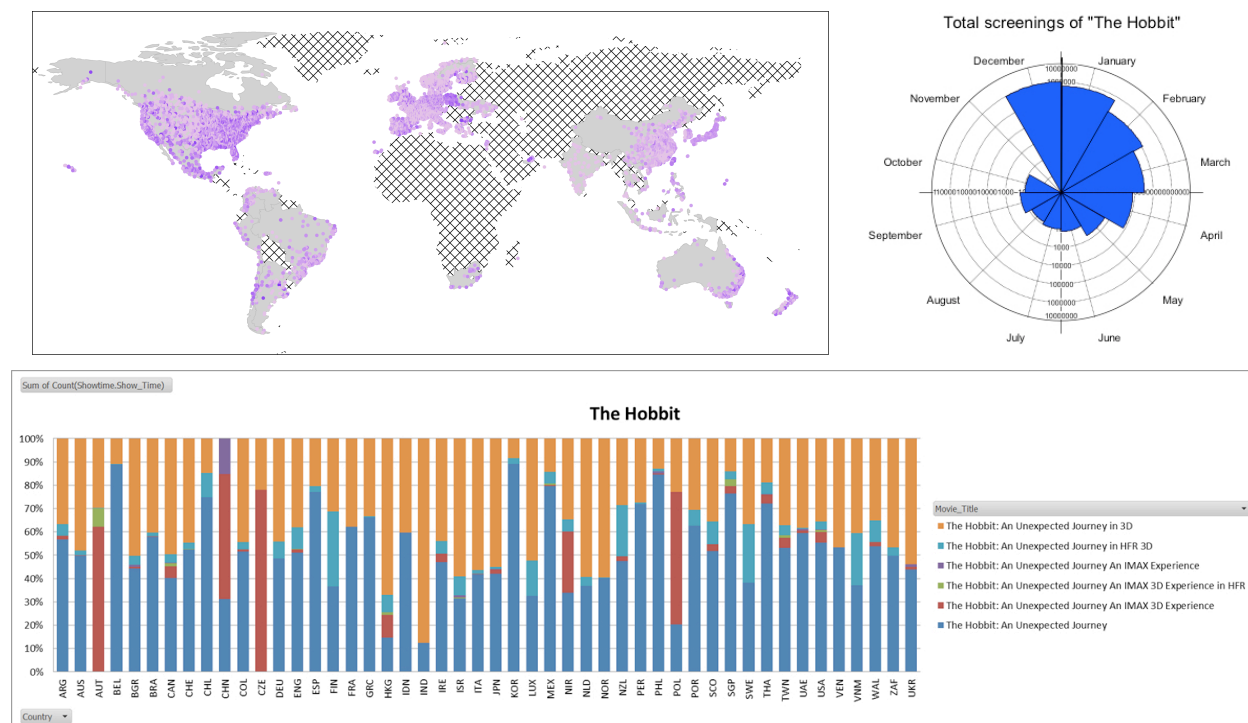 Total screenings of "The Hobbit"
December
January
November
February
October
March
September
April
August
May
July
June
10000000
1000
10000
100000
1000000
10000000
Sum of Count(Showtime.Show_Time)
The Hobbit
100%
90%
80%
70%
60%
50%
40%
30%
20%
10%
0%
ARG AUS AUT BEL BGR BRA CAN CHE CHL CHN COL CZE DEU ENG ESP FIN FRA GRC HKG IDN IND IRE ISR ITA JPN KOR LUX MEX NIR NLD NOR NZL PER PHL POL POR SCO SGP SWE THA TWN UAE USA VEN VNM WAL ZAF UKR
Movie_Title
The Hobbit: An Unexpected Journey in 3D
The Hobbit: An Unexpected Journey in HFR 3D
The Hobbit: An Unexpected Journey An IMAX Experience
The Hobbit: An Unexpected Journey An IMAX 3D Experience in HFR
The Hobbit: An Unexpected Journey An IMAX 3D Experience
The Hobbit: An Unexpected Journey
Country